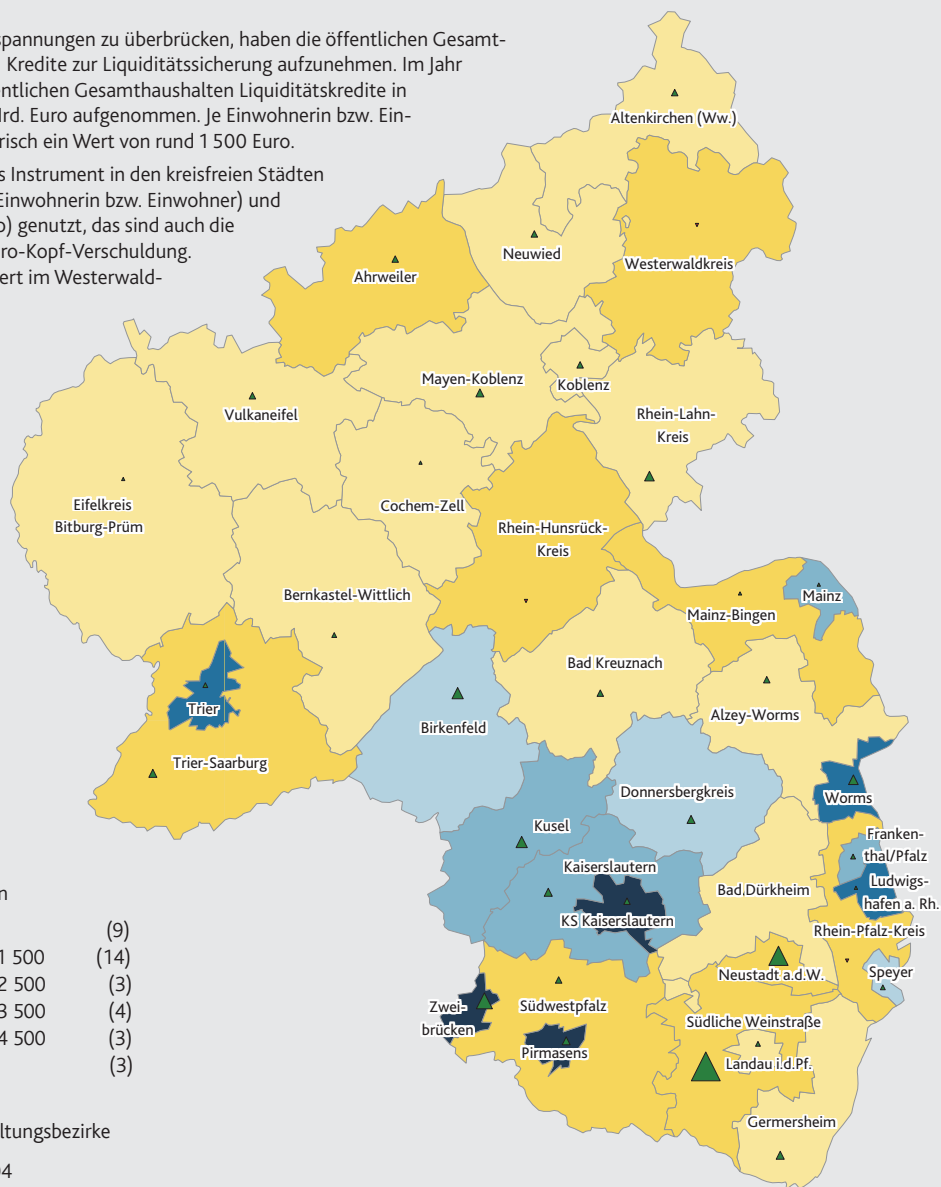 spannungen zu überbrücken, haben die öffentlichen Gesamt-
Kredite zur Liquiditätssicherung aufzunehmen. Im Jahr
entlichen Gesamthaushalten Liquiditätskredite in
rd. Euro aufgenommen. Je Einwohnerin bzw. Ein-
risch ein Wert von rund 1 500 Euro.
s Instrument in den kreisfreien Städten
Einwohnerin bzw. Einwohner) und
o) genutzt, das sind auch die
ro-Kopf-Verschuldung.
ert im Westerwald-
Altenkirchen (Ww.)
Neuwied
Westerwaldkreis
Ahrweiler
Mayen-Koblenz
Koblenz
Vulkaneifel
Rhein-Lahn-
Kreis
Cochem-Zell
Eifelkreis
Bitburg-Prüm
Rhein-Hunsrück-
Kreis
Bernkastel-Wittlich
Mainz
Mainz-Bingen
Bad Kreuznach
Alzey-Worms
Trier
Birkenfeld
Trier-Saarburg
Donnersbergkreis
Worms
Kusel
Franken-
thal/Pfalz
Kaiserslautern
Ludwigs-
hafen a. Rh.
Bad Dürkheim
KS Kaiserslautern
Rhein-Pfalz-Kreis
Neustadt a.d.W.
Speyer
Zwei-
brücken
Südwestpfalz
Südliche Weinstraße
Pirmasens
Landau i.d.Pf.
Germersheim
n
(9)
1 500 (14)
2 500 (3)
3 500 (4)
4 500 (3)
(3)
ltungsbezirke
04